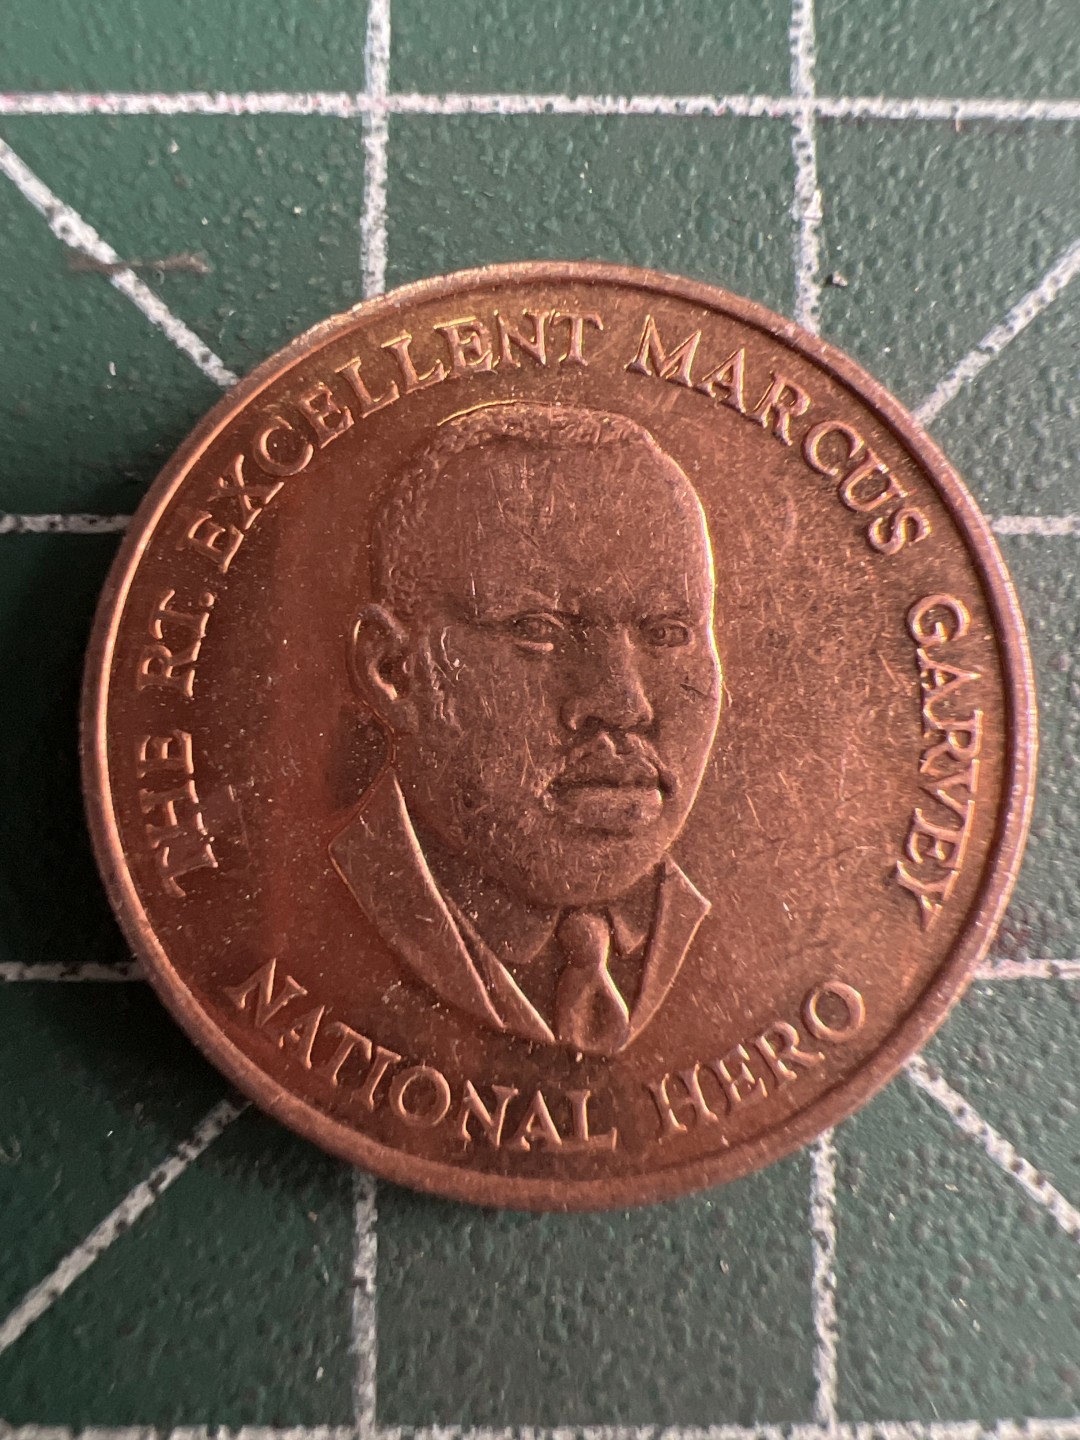 THE RT. EXCELLENT MARCUS GARVEY
NATIONAL HERO